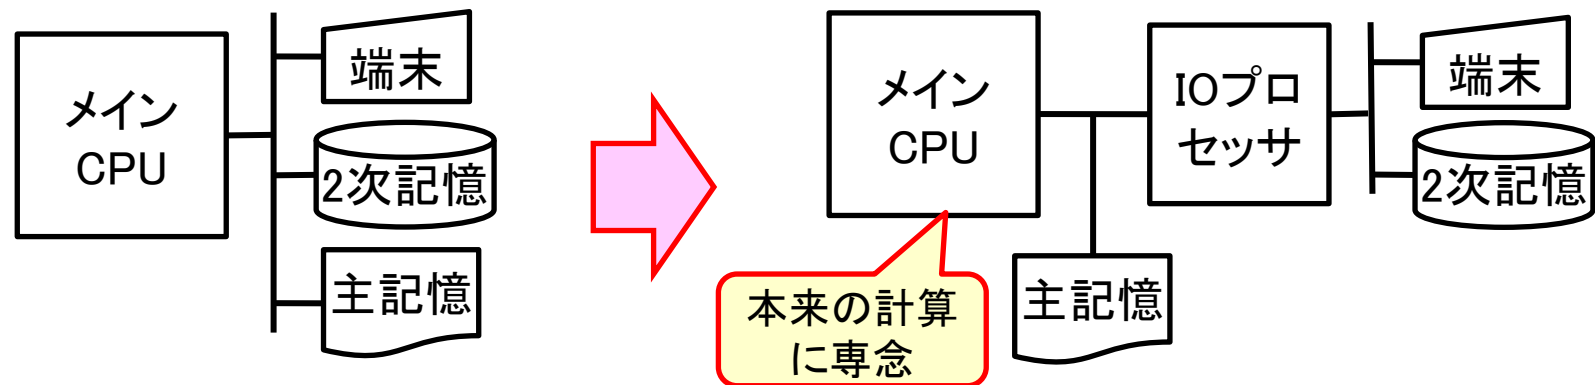 メイン
CPU
端末
2次記憶
主記憶
メイン
CPU
IOプロ
セッサ
端末
2次記憶
主記憶
本来の計算
に専念